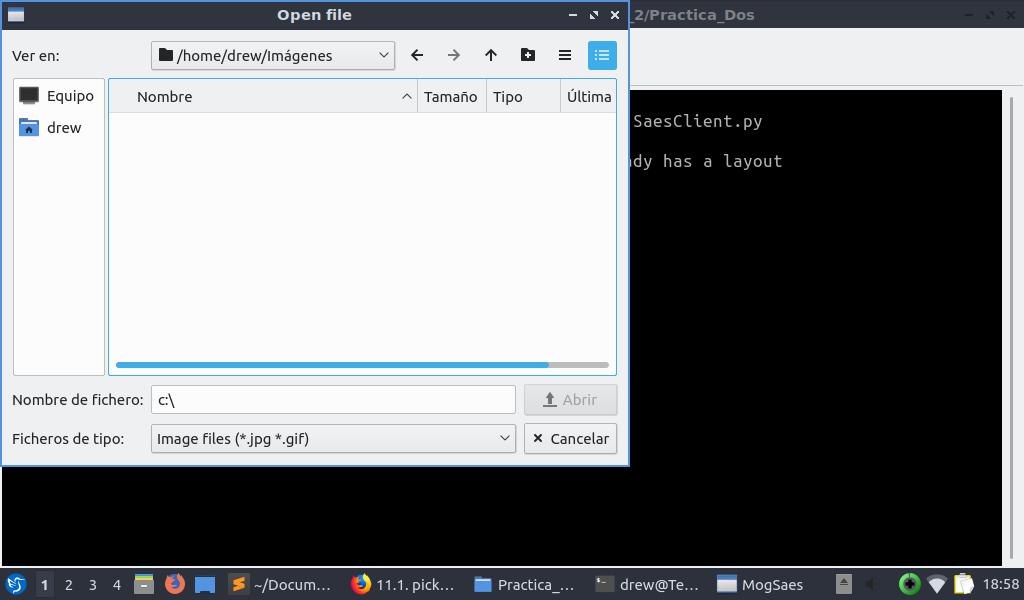 Open file
_2/Practica_Dos
Ver en:
/home/drew/Imágenes
Equipo
drew
Nombre
Tamaño
Tipo
Última
SaesClient.py
dy has a layout
Nombre de fichero:
c:\
Abrir
Ficheros de tipo:
Image files (*.jpg *.gif)
Cancelar
1 2 3 4
~/Docum...
11.1. pick...
Practica_...
drew@Te...
MogSaes
18:58